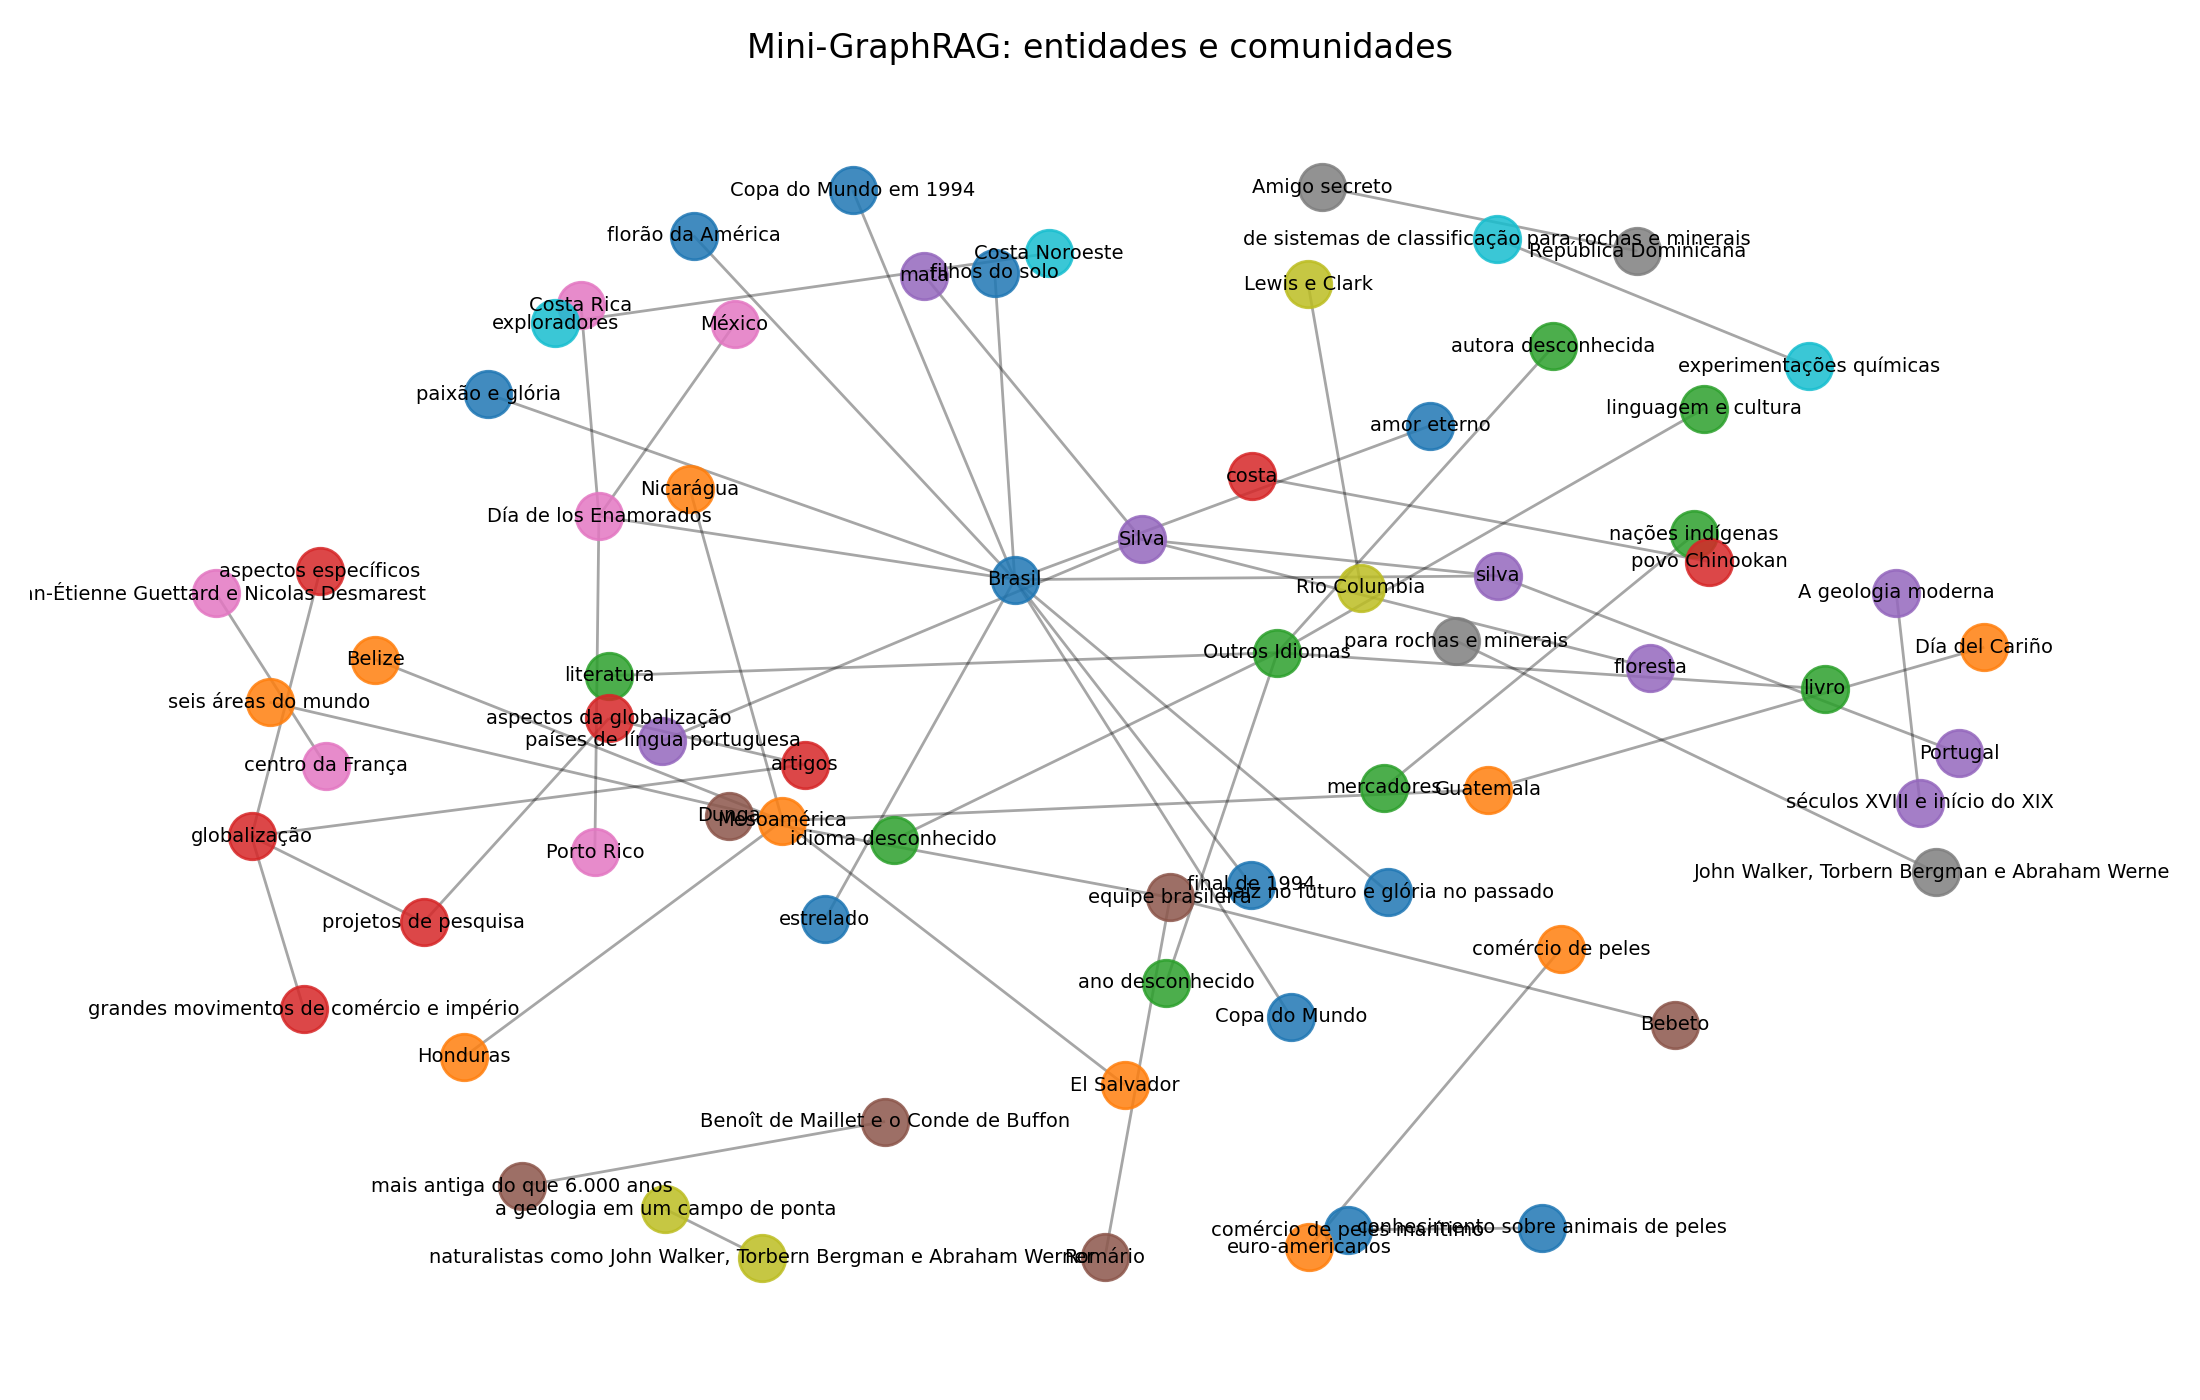 Mini-GraphRAG: entidades e comunidades
Amigo secreto
Copa do Mundo em 1994
florão da América
de sistemas de classificação para rochas e minerais
República Dominicana
Costa Noroeste
filhos do solo
mata
Lewis e Clark
Costa Rica
exploradores
México
autora desconhecida
experimentações químicas
paixão e glória
linguagem e cultura
amor eterno
costa
Nicarágua
Día de los Enamorados
nações indígenas
Silva
povo Chinookan
aspectos específicos
silva
Brasil
Rio Columbia
n-Étienne Guettard e Nicolas Desmarest
A geologia moderna
para rochas e minerais
Día del Cariño
Outros Idiomas
Belize
floresta
literatura
livro
seis áreas do mundo
aspectos da globalização
países de língua portuguesa
Portugal
centro da França
artigos
mercadores
Guatemala
séculos XVIII e início do XIX
Dunga
Mesoamérica
globalização
idioma desconhecido
Porto Rico
John Walker, Torbern Bergman e Abraham Werne
final de 1994
paz no futuro e glória no passado
equipe brasileira
estrelado
projetos de pesquisa
comércio de peles
ano desconhecido
grandes movimentos de comércio e império
Copa do Mundo
Bebeto
Honduras
El Salvador
Benoît de Maillet e o Conde de Buffon
mais antiga do que 6.000 anos
a geologia em um campo de ponta
comércio de peles marítimo
conhecimento sobre animais de peles
euro-americanos
naturalistas como John Walker, Torbern Bergman e Abraham Werner
Romário